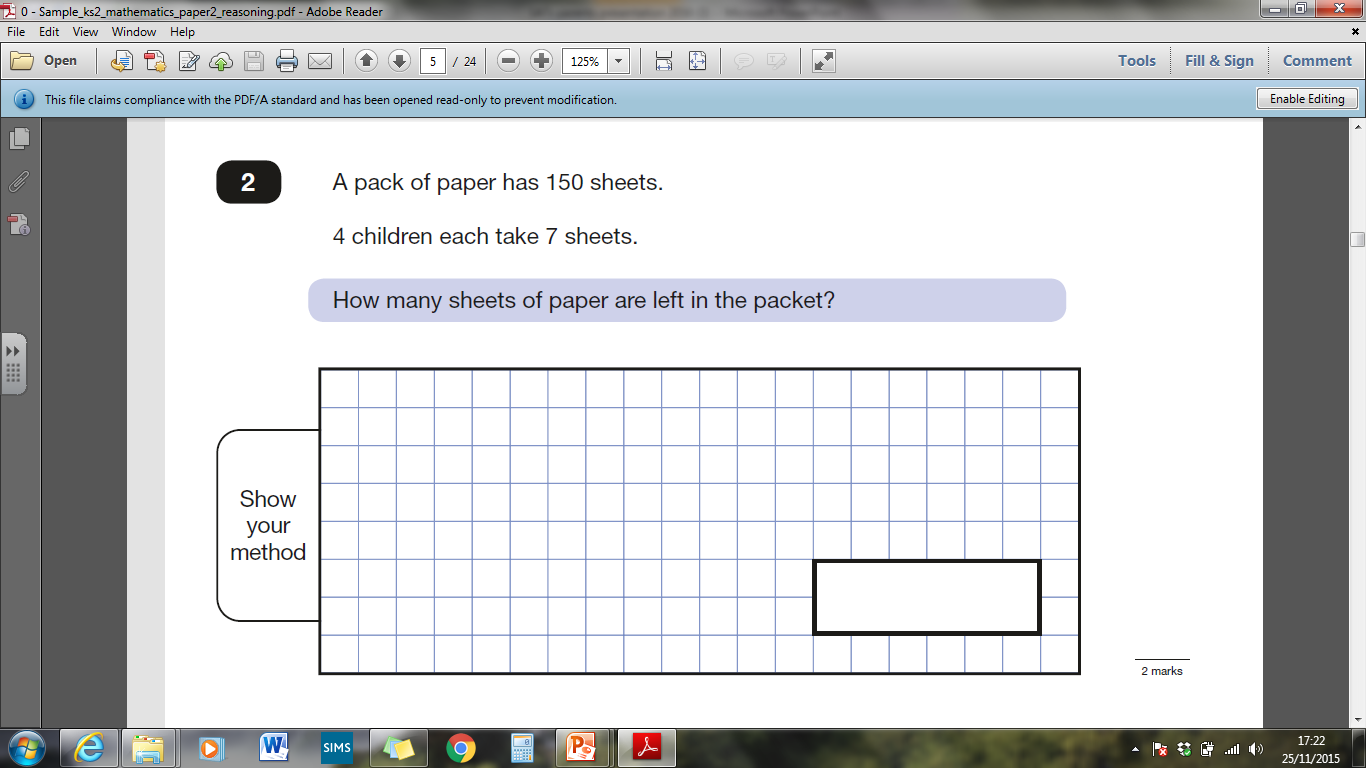 0 - Sample_ks2_mathematics_paper2_reasoning.pdf - Adobe Reader
File Edit View Window Help
Open 5 / 24 125% Tools Fill & Sign Comment
This file claims compliance with the PDF/A standard and has been opened read-only to prevent modification. Enable Editing
2 A pack of paper has 150 sheets.
4 children each take 7 sheets.
How many sheets of paper are left in the packet?
Show
your
method
2 marks
SIMS
17:22
25/11/2015